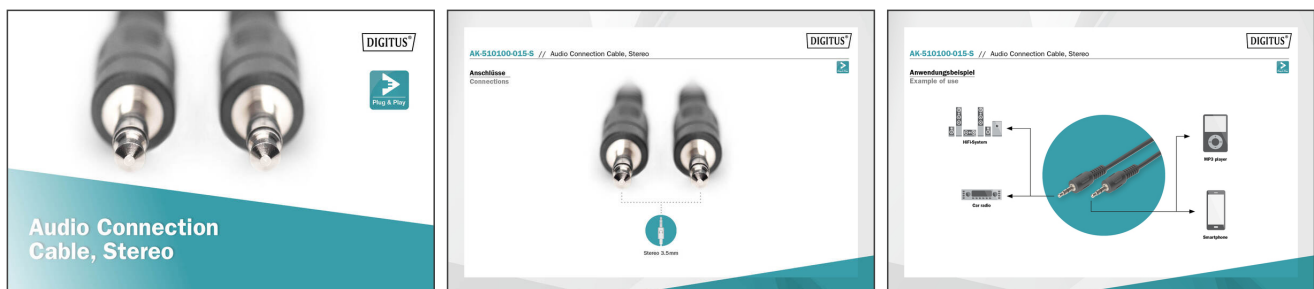 DIGITUS®
Plug & Play
Audio Connection
Cable, Stereo
DIGITUS®
AK-510100-015-S // Audio Connection Cable, Stereo
Anschlüsse
Connections
Stereo 3.5mm
DIGITUS®
AK-510100-015-S // Audio Connection Cable, Stereo
Anwendungsbeispiel
Example of use
HiFi-System
MP3 player
Car radio
Smartphone